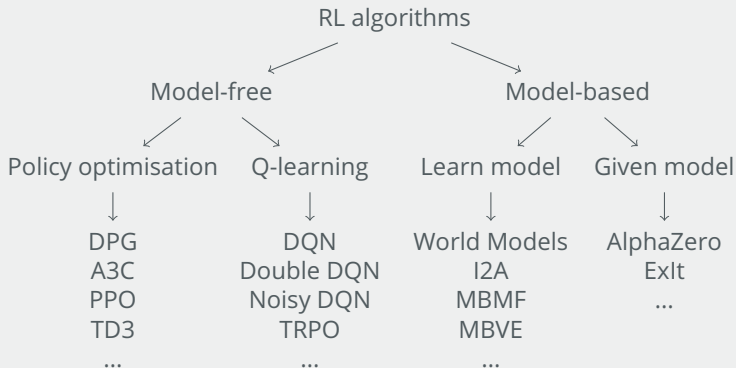 RL algorithms
Model-free Model-based
Policy optimisation Q-learning Learn model Given model
DPG DQN World Models AlphaZero
A3C Double DQN I2A ExIt
PPO Noisy DQN MBMF ...
TD3 TRPO MBVE
... ... ...